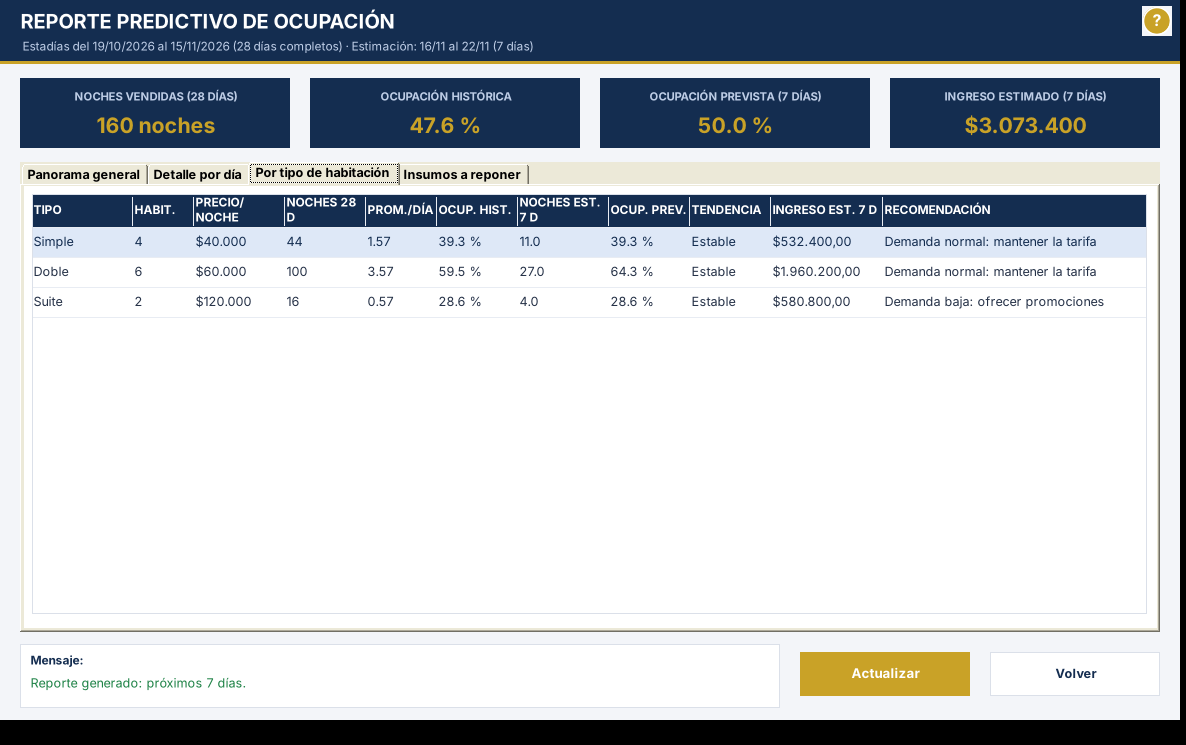 REPORTE PREDICTIVO DE OCUPACIÓN
?
Estadías del 19/10/2026 al 15/11/2026 (28 días completos) · Estimación: 16/11 al 22/11 (7 días)
NOCHES VENDIDAS (28 DÍAS)
160 noches
OCUPACIÓN HISTÓRICA
47.6 %
OCUPACIÓN PREVISTA (7 DÍAS)
50.0 %
INGRESO ESTIMADO (7 DÍAS)
$3.073.400
Panorama general Detalle por día Por tipo de habitación Insumos a reponer
TIPO HABIT. PRECIO/NOCHE NOCHES 28 D PROM./DÍA OCUP. HIST. NOCHES EST. 7 D OCUP. PREV. TENDENCIA INGRESO EST. 7 D RECOMENDACIÓN
Simple 4 $40.000 44 1.57 39.3 % 11.0 39.3 % Estable $532.400,00 Demanda normal: mantener la tarifa
Doble 6 $60.000 100 3.57 59.5 % 27.0 64.3 % Estable $1.960.200,00 Demanda normal: mantener la tarifa
Suite 2 $120.000 16 0.57 28.6 % 4.0 28.6 % Estable $580.800,00 Demanda baja: ofrecer promociones
Mensaje:
Reporte generado: próximos 7 días.
Actualizar
Volver